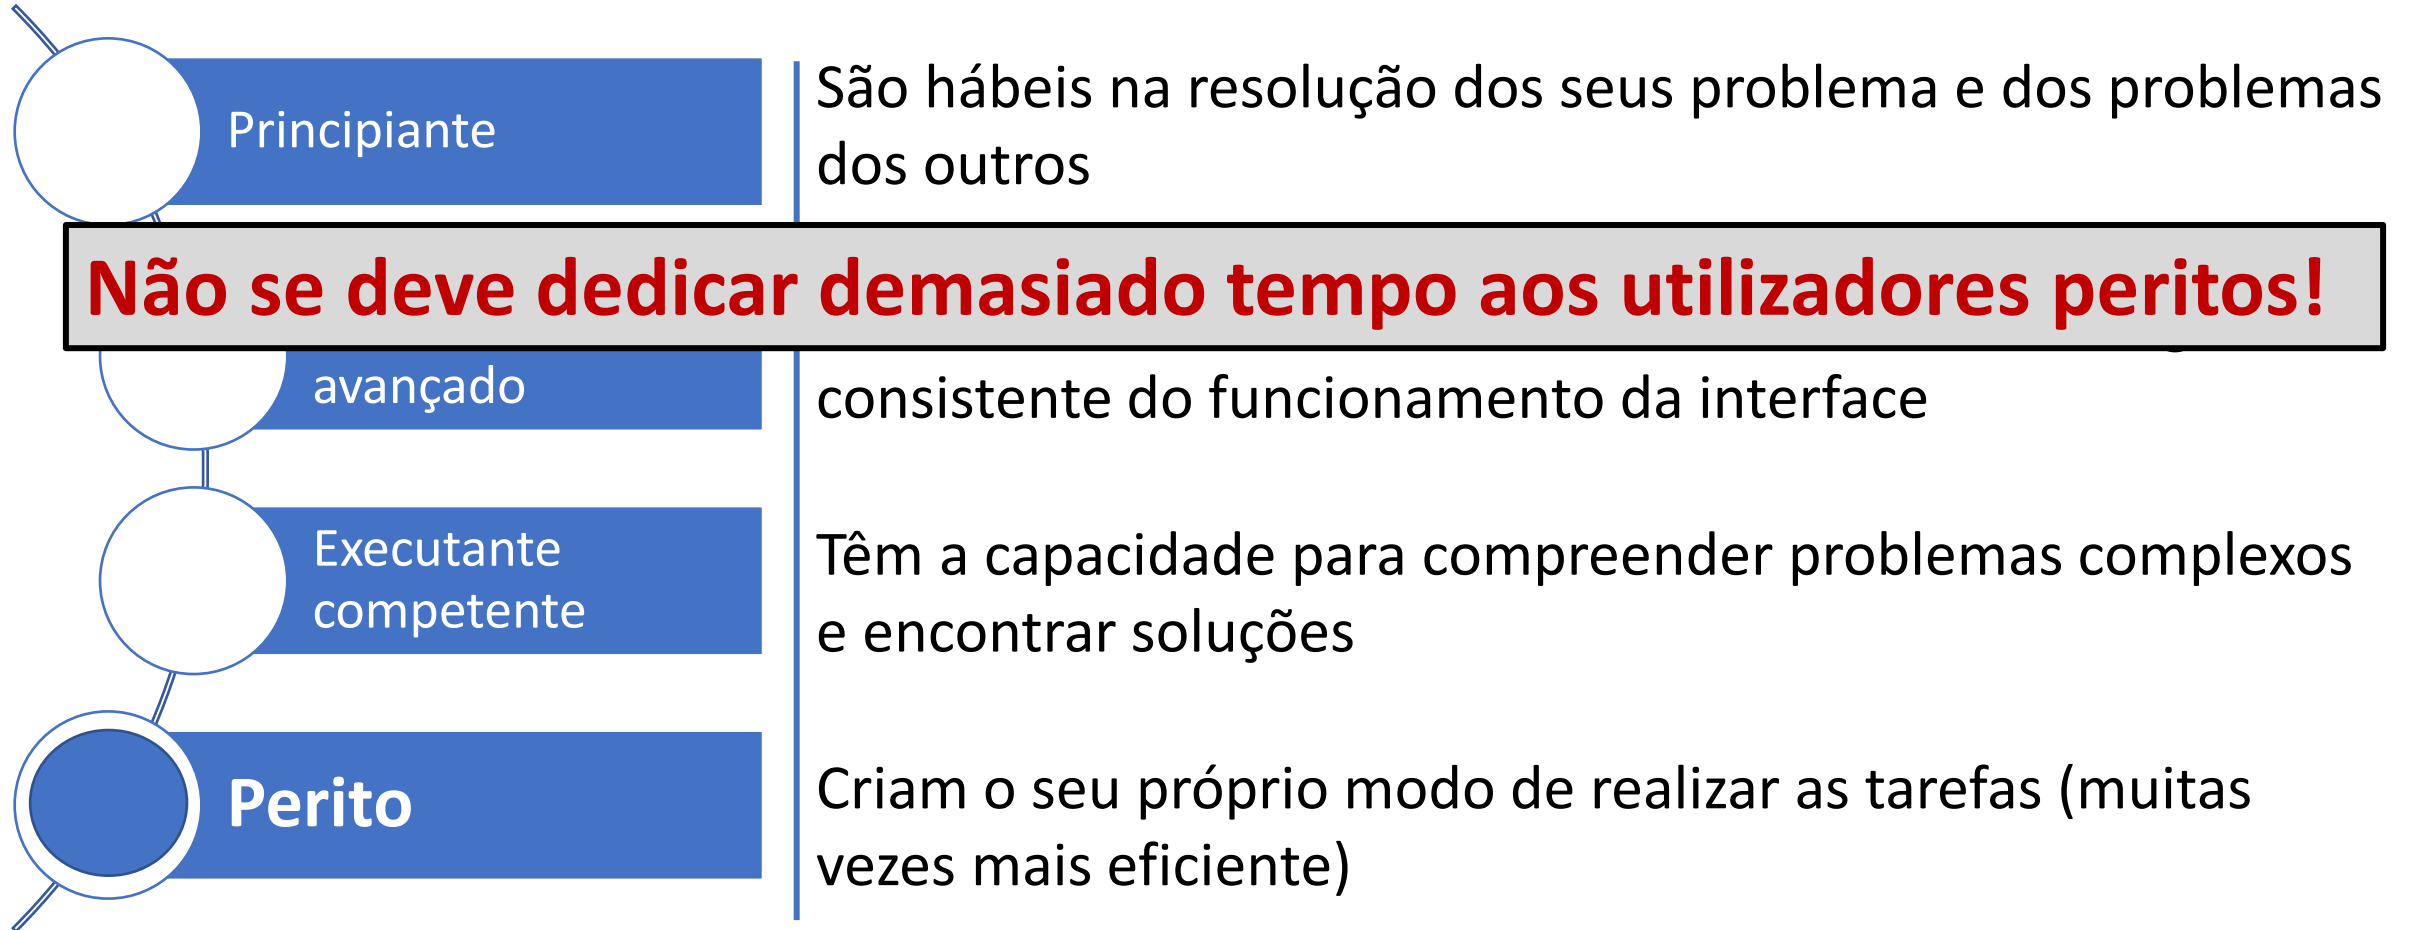 Principiante
São hábeis na resolução dos seus problema e dos problemas
dos outros
Não se deve dedicar demasiado tempo aos utilizadores peritos!
avançado
consistente do funcionamento da interface
Executante
competente
Têm a capacidade para compreender problemas complexos
e encontrar soluções
Perito
Criam o seu próprio modo de realizar as tarefas (muitas
vezes mais eficiente)